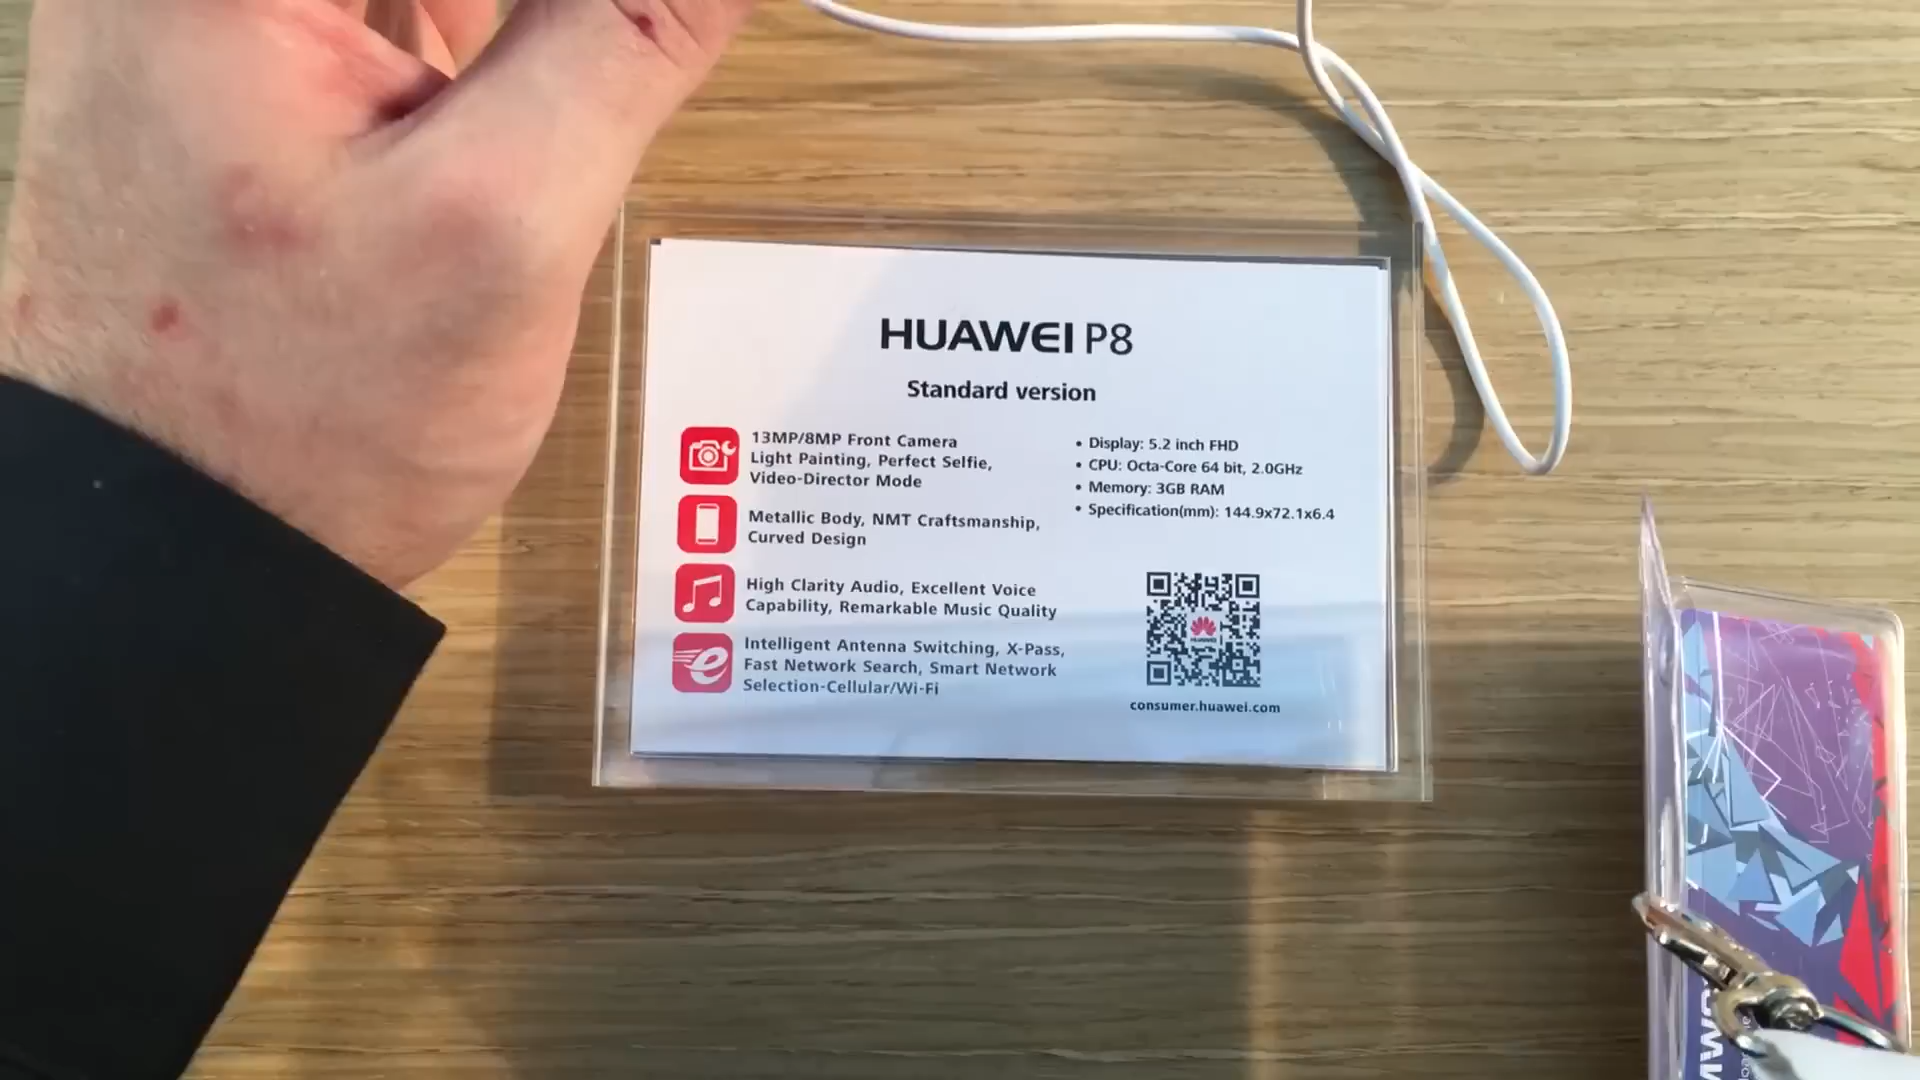 HUAWEI P8
Standard version
13MP/8MP Front Camera
Light Painting, Perfect Selfie,
Video-Director Mode
Metallic Body, NMT Craftsmanship,
Curved Design
High Clarity Audio, Excellent Voice
Capability, Remarkable Music Quality
Intelligent Antenna Switching, X-Pass,
Fast Network Search, Smart Network
Selection-Cellular/Wi-Fi
• Display: 5.2 inch FHD
• CPU: Octa-Core 64 bit, 2.0GHz
• Memory: 3GB RAM
• Specification(mm): 144.9x72.1x6.4
HUAWEI
consumer.huawei.com